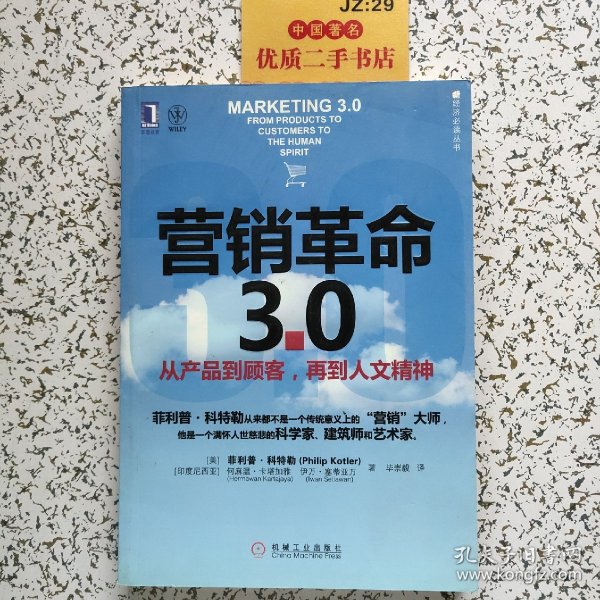 JZ:29
中国著名
优质二手书店
MARKETING 3.0
FROM PRODUCTS TO
CUSTOMERS TO
THE HUMAN
SPIRIT
WILEY
经济必读丛书
营销革命
3.0
从产品到顾客，再到人文精神
菲利普·科特勒从来都不是一个传统意义上的“营销”大师，
他是一个满怀人世慈悲的科学家、建筑师和艺术家。
[美] 菲利普·科特勒 (Philip Kotler)
[印度尼西亚] 何麻温·卡塔加雅 伊万·塞蒂亚万 著 毕崇毅 译
(Hermawan Kartajaya) (Iwan Setiawan)
机械工业出版社
China Machine Press
孔夫子旧书网
www.kongfz.com